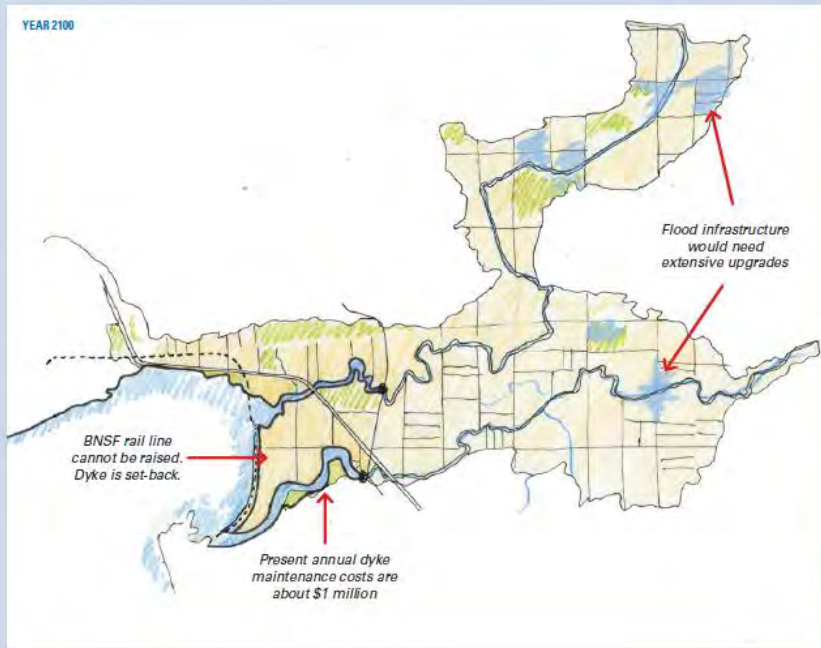 YEAR 2100
Flood infrastructure
would need
extensive upgrades
BNSF rail line
cannot be raised.
Dyke is set-back.
Present annual dyke
maintenance costs are
about $1 million